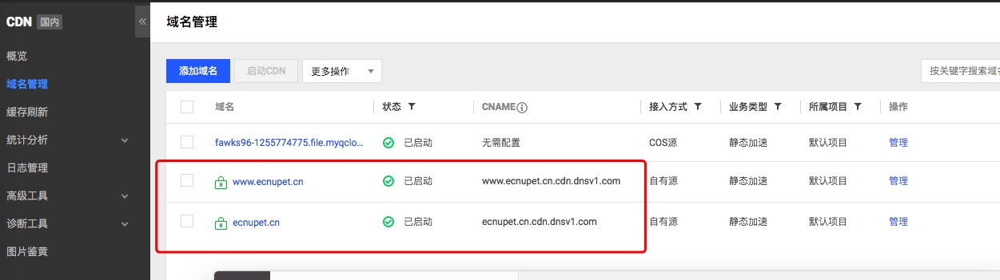 CDN 国内
域名管理
概览
域名管理
缓存刷新
统计分析
日志管理
高级工具
诊断工具
图片鉴黄
添加域名 启动CDN 更多操作 按关键字搜索域名
域名 状态 CNAME 接入方式 业务类型 所属项目 操作
fawks96-1255774775.file.myqclo... 已启动 无需配置 COS源 静态加速 默认项目 管理
www.ecnupet.cn 已启动 www.ecnupet.cn.cdn.dnsv1.com 自有源 静态加速 默认项目 管理
ecnupet.cn 已启动 ecnupet.cn.cdn.dnsv1.com 自有源 静态加速 默认项目 管理